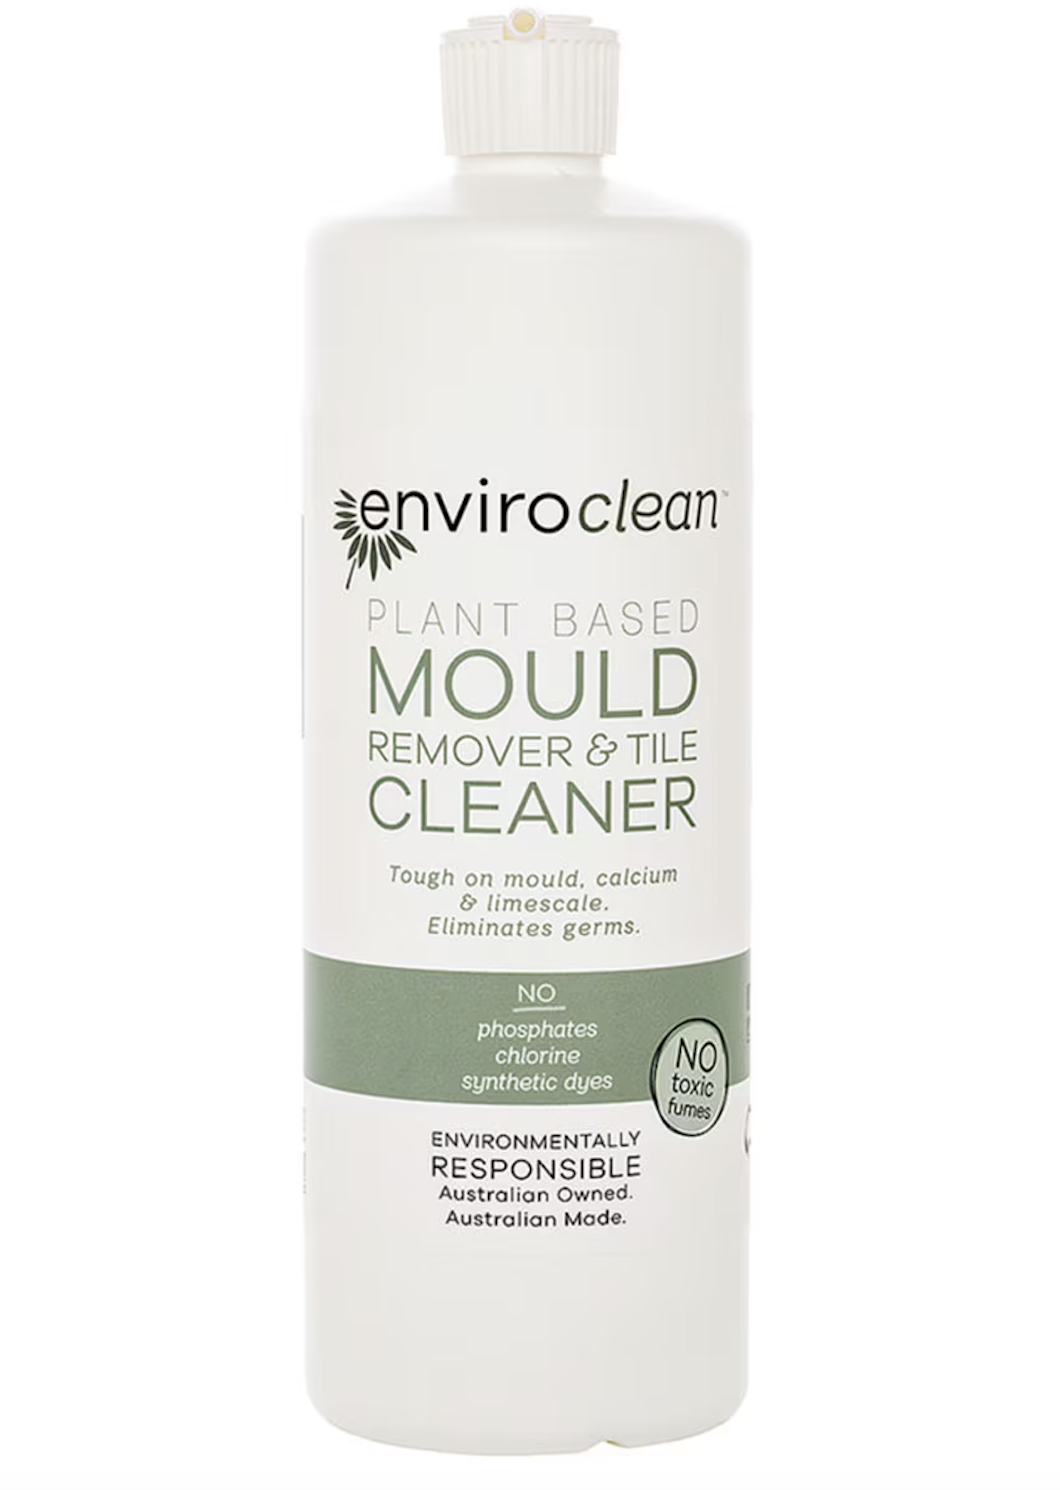 enviroclean™
PLANT BASED
MOULD
REMOVER & TILE
CLEANER
Tough on mould, calcium
& limescale.
Eliminates germs.
NO
phosphates
chlorine
synthetic dyes
NO
toxic
fumes
ENVIRONMENTALLY
RESPONSIBLE
Australian Owned.
Australian Made.